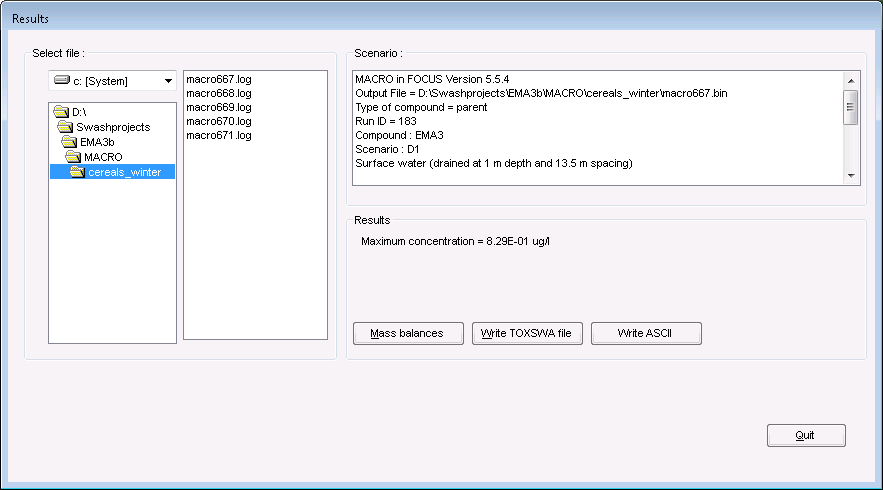 Results
Select file :
c: [System]
D:\
Swashprojects
EMA3b
MACRO
cereals_winter
macro667.log
macro668.log
macro669.log
macro670.log
macro671.log
Scenario :
MACRO in FOCUS Version 5.5.4
Output File = D:\Swashprojects\EMA3b\MACRO\cereals_winter\macro667.bin
Type of compound = parent
Run ID = 183
Compound : EMA3
Scenario : D1
Surface water (drained at 1 m depth and 13.5 m spacing)
Results
Maximum concentration = 8.29E-01 ug/l
Mass balances
Write TOXSWA file
Write ASCII
Quit